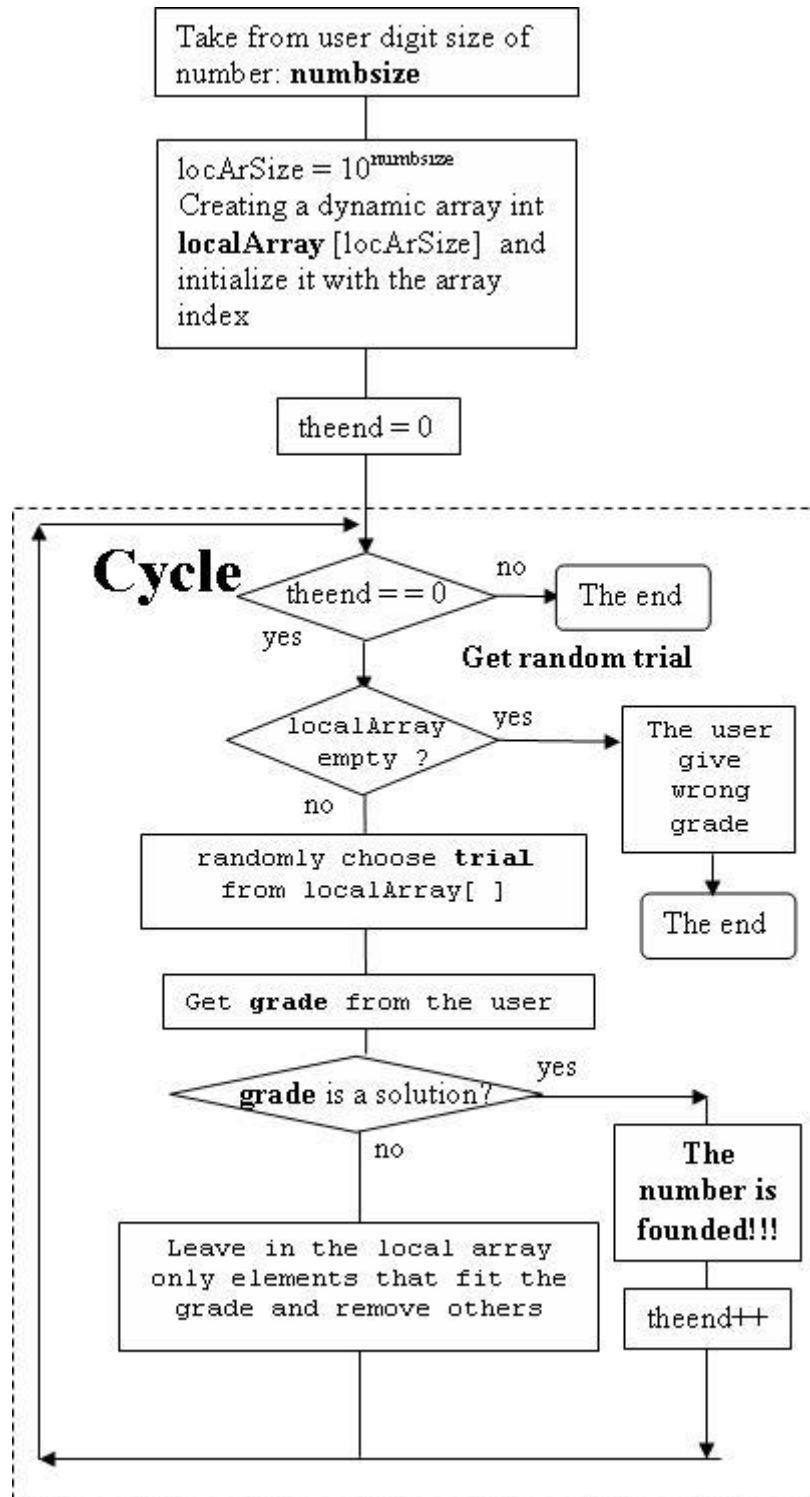 Take from user digit size of
number: numbsize
locArSize = 10^numbsize
Creating a dynamic array int
localArray [locArSize] and
initialize it with the array
index
theend = 0
Cycle
theend == 0
no
The end
yes
Get random trial
localArray
empty ?
yes
The user
give
wrong
grade
no
randomly choose trial
from localArray[ ]
The end
Get grade from the user
grade is a solution?
yes
no
The
number is
founded!!!
Leave in the local array
only elements that fit the
grade and remove others
theend++